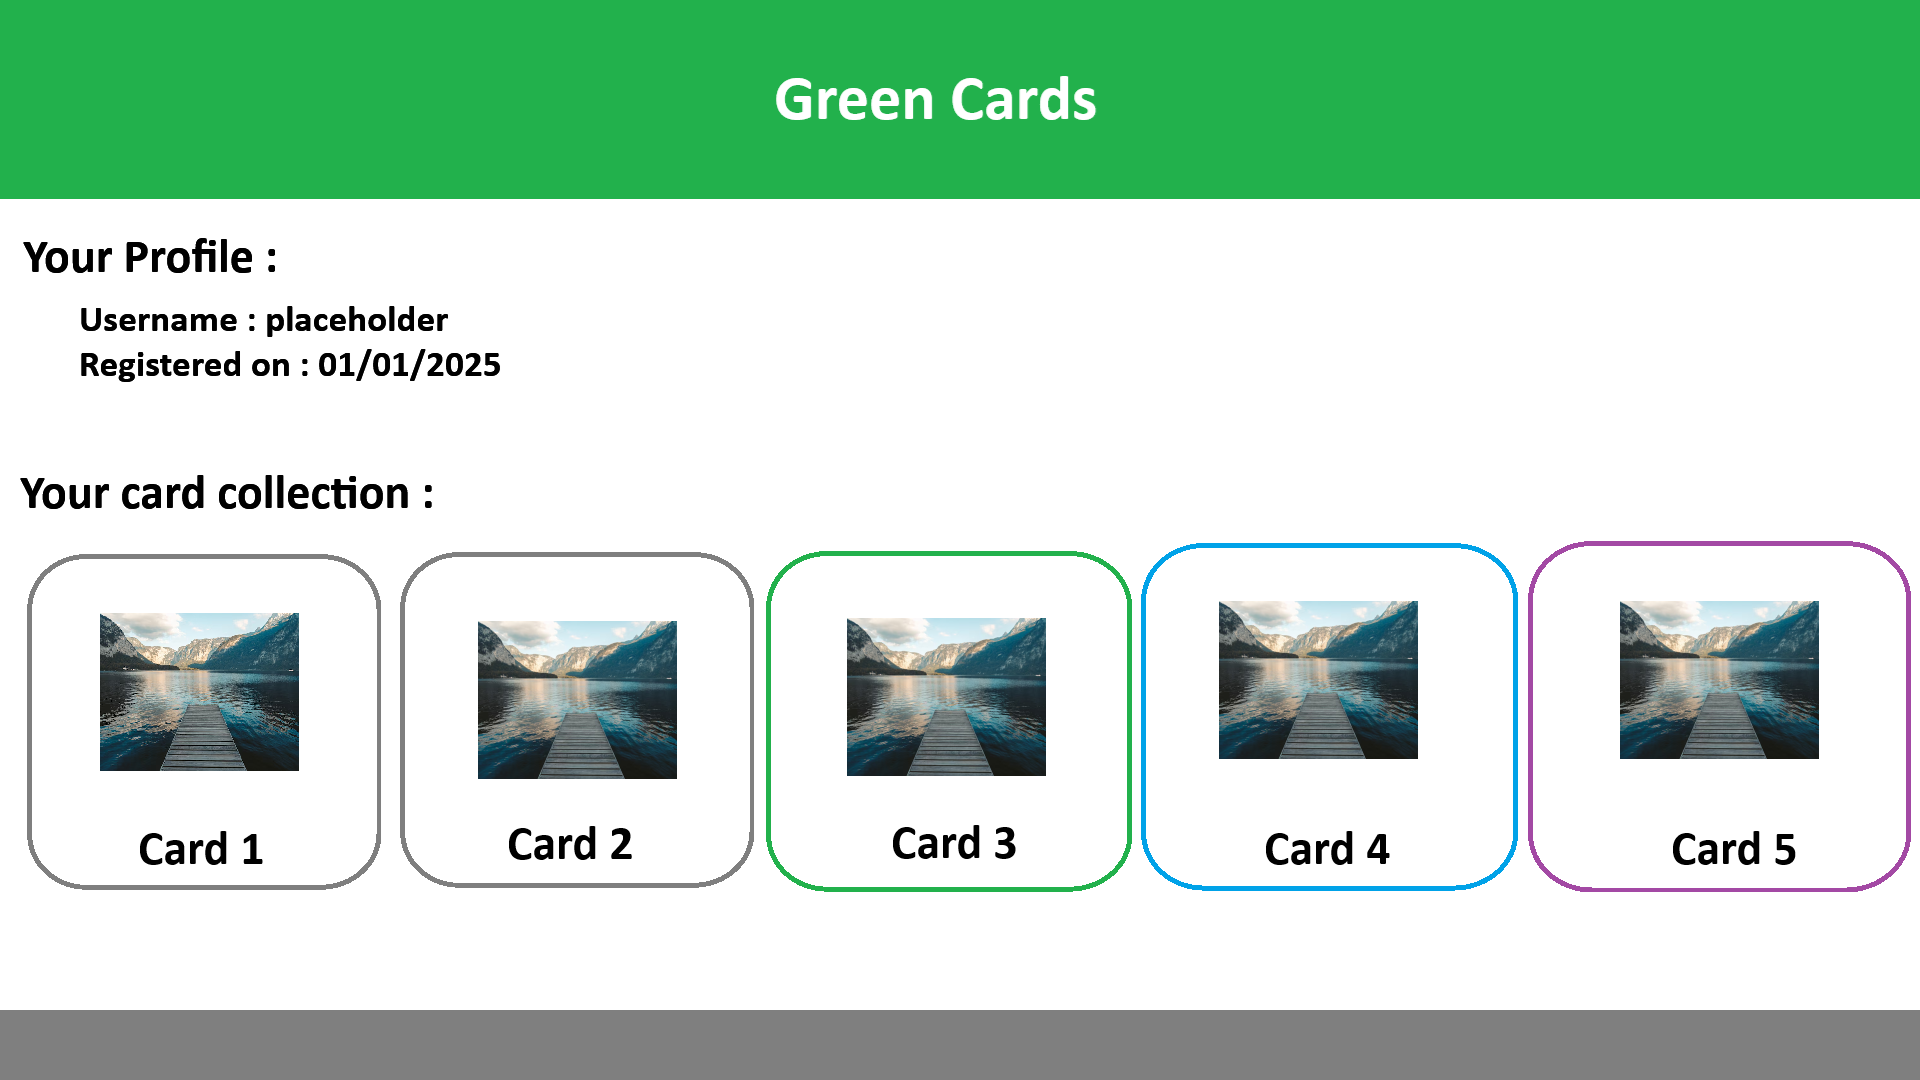 Green Cards
Your Profile :
Username : placeholder
Registered on : 01/01/2025
Your card collection :
Card 1
Card 2
Card 3
Card 4
Card 5